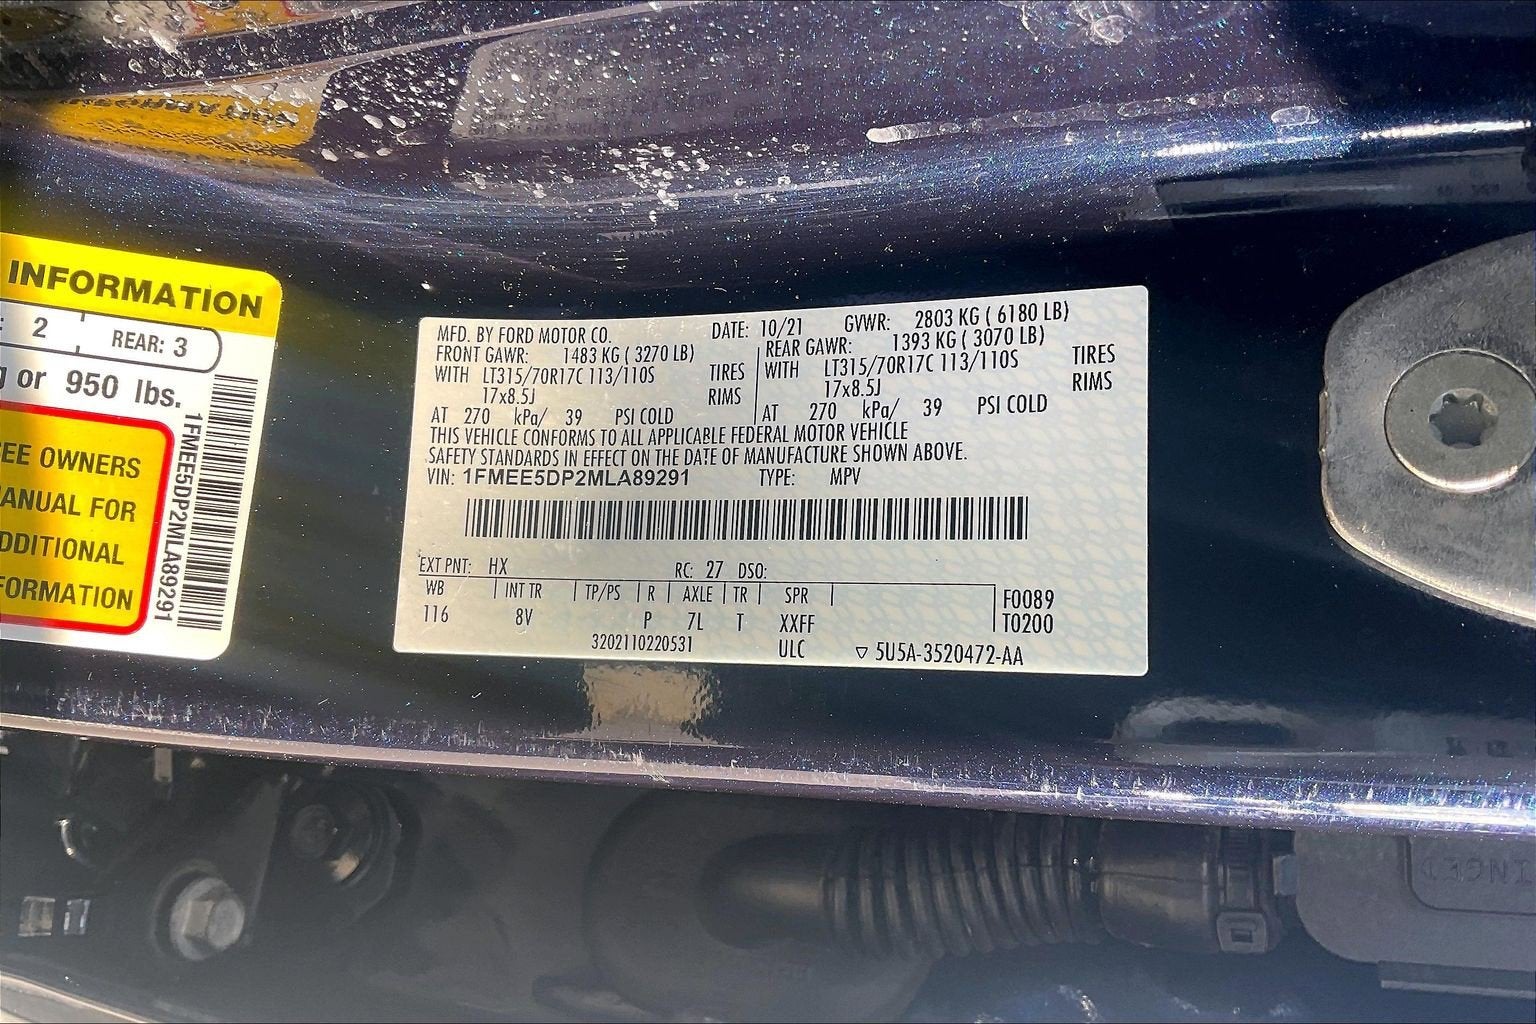 INFORMATION
2
REAR: 3
or 950 lbs.
OWNERS
FOR
1FMEE5DP2MLA89291
MFD. BY FORD MOTOR CO. DATE: 10/21 GVWR: 2803 KG ( 6180 LB)
FRONT GAWR: 1483 KG ( 3270 LB) REAR GAWR: 1393 KG ( 3070 LB)
WITH LT315/70R17C 113/110S TIRES WITH LT315/70R17C 113/110S TIRES
17x8.5J RIMS 17x8.5J RIMS
AT 270 kPa/ 39 PSI COLD AT 270 kPa/ 39 PSI COLD
THIS VEHICLE CONFORMS TO ALL APPLICABLE FEDERAL MOTOR VEHICLE
SAFETY STANDARDS IN EFFECT ON THE DATE OF MANUFACTURE SHOWN ABOVE.
VIN: 1FMEE5DP2MLA89291 TYPE: MPV
EXT PNT: HX RC: 27 DSO:
WB INT TR TP/PS R AXLE TR SPR
116 8V P 7L T XXFF
F0089
T0200
3202110220531 ULC ▽ 5U5A-3520472-AA